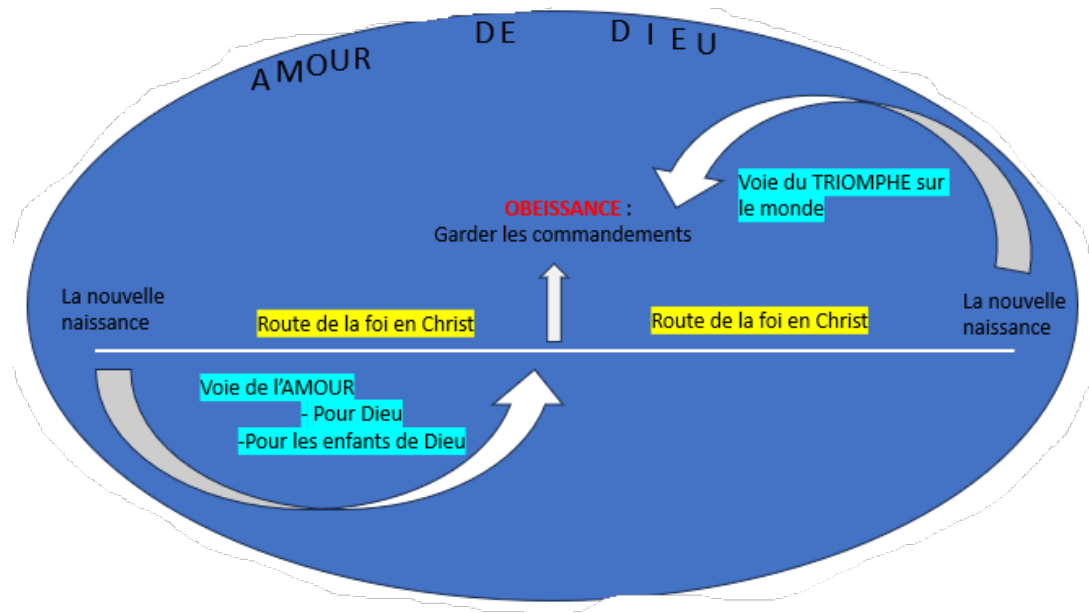 AMOUR DE DIEU
Voie du TRIOMPHE sur
le monde
OBEISSANCE :
Garder les commandements
La nouvelle
naissance
Route de la foi en Christ
Route de la foi en Christ
La nouvelle
naissance
Voie de l'AMOUR
- Pour Dieu
-Pour les enfants de Dieu